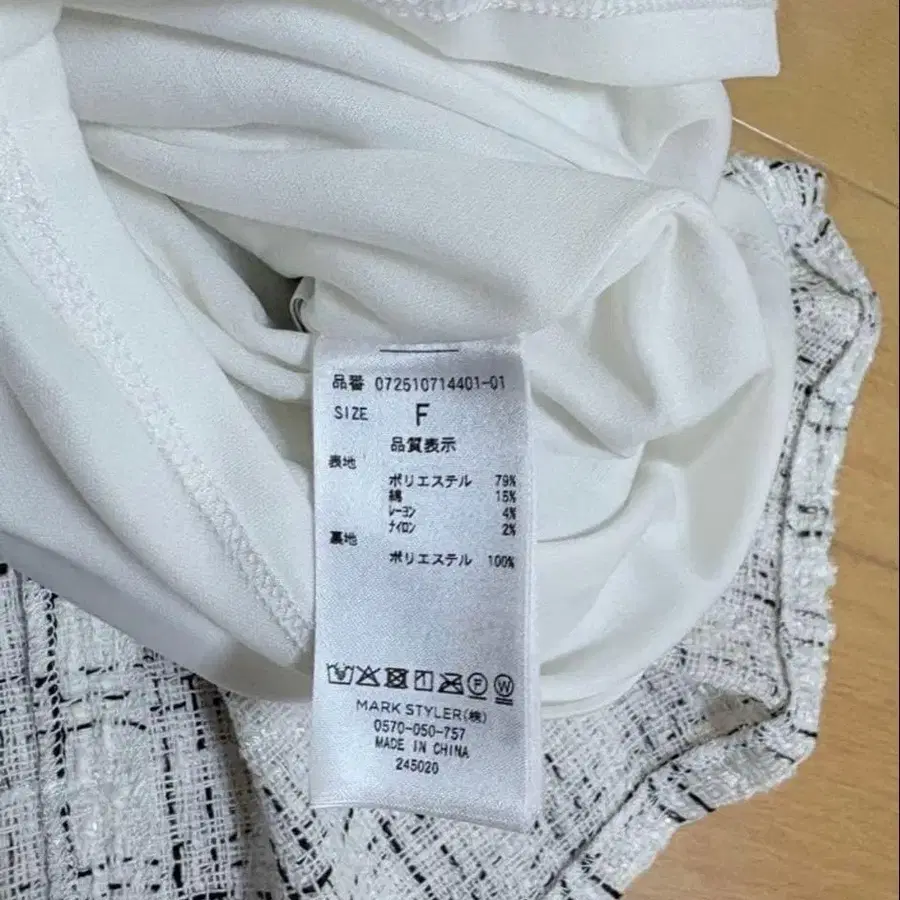 品番 072510714401-01
SIZE F
品質表示
表地
ポリエステル 79%
綿 15%
レーヨン 4%
ナイロン 2%
裏地
ポリエステル 100%
F W
MARK STYLER(株)
0570-050-757
MADE IN CHINA
245020